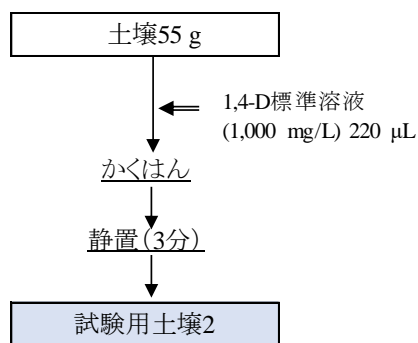 土壌55 g
1,4-D標準溶液
(1,000 mg/L) 220 μL
かくはん
静置(3分)
試験用土壌2